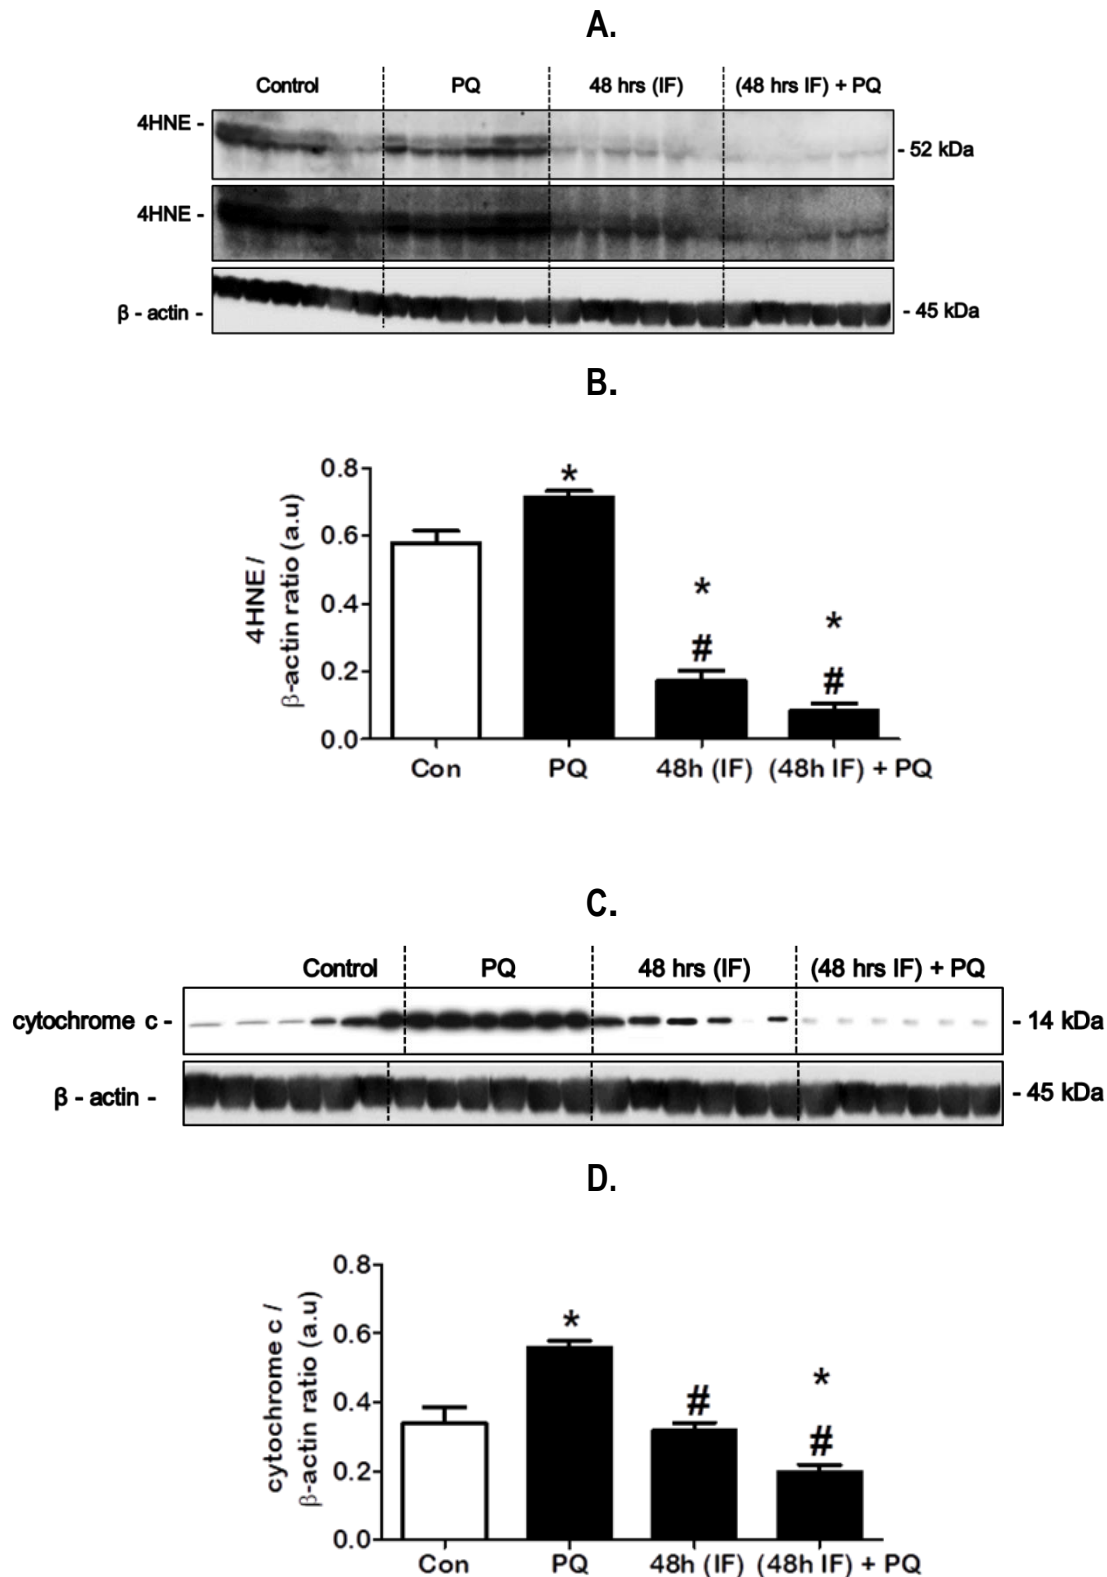 A.
Control PQ 48 hrs (IF) (48 hrs IF) + PQ
4HNE -
- 52 kDa
4HNE -
β - actin - - 45 kDa
B.
4HNE /
β-actin ratio (a.u)
0.8
0.6
0.4
0.2
0.0
*
*
#
*
#
Con PQ 48h (IF) (48h IF) + PQ
C.
Control PQ 48 hrs (IF) (48 hrs IF) + PQ
cytochrome c - - 14 kDa
β - actin - - 45 kDa
D.
cytochrome c /
β-actin ratio (a.u)
0.8
0.6
0.4
0.2
0.0
*
#
*
#
Con PQ 48h (IF) (48h IF) + PQ